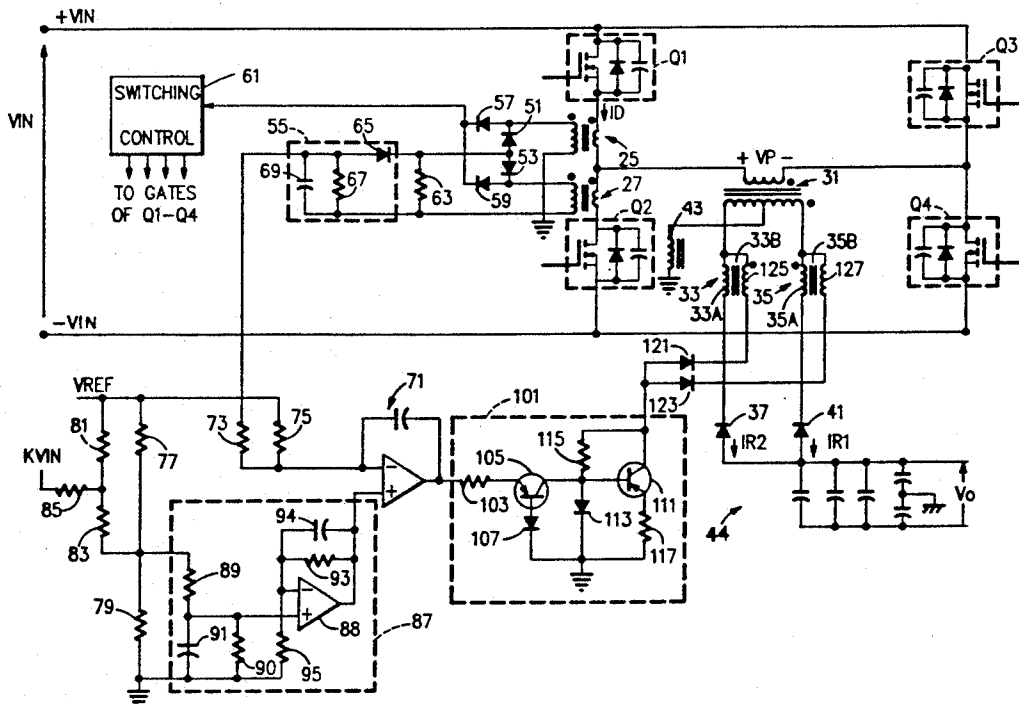 +VIN
Q1
Q3
61
SWITCHING
CONTROL
VIN
57
51
ID
55
65
25
+ VP -
31
53
69
67
63
59
27
TO GATES
OF Q1-Q4
Q2
43
Q4
33B
35B
33
125
35
127
33A
35A
-VIN
121
123
VREF
71
101
37
41
81
73
75
115
105
IR2
IR1
KVIN
77
103
111
Vo
85
94
113
107
117
44
83
93
89
79
88
87
91
90
95